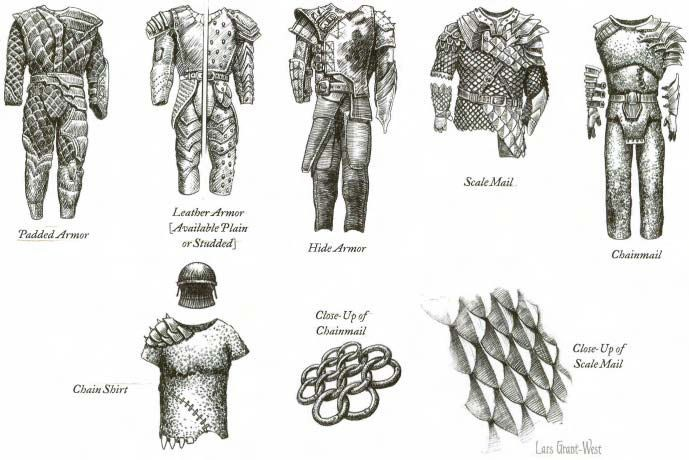 Padded Armor
Leather Armor
[Available Plain
or Studded]
Hide Armor
Scale Mail
Chainmail
Chain Shirt
Close-Up of
Chainmail
Close-Up of
Scale Mail
Lars Grant-West